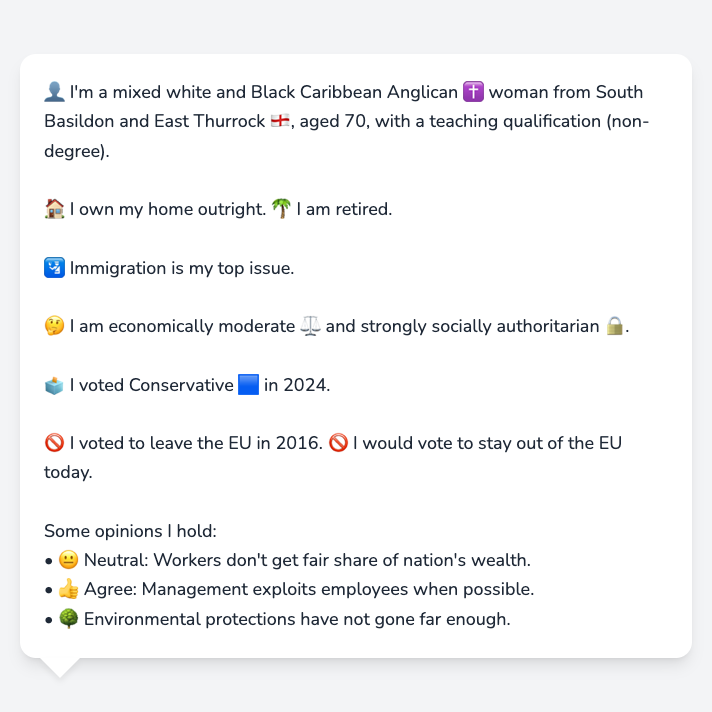 👤 I'm a mixed white and Black Caribbean Anglican ✝️ woman from South
Basildon and East Thurrock 🏴󠁧󠁢󠁥󠁮󠁧󠁿, aged 70, with a teaching qualification (non-
degree).
🏠 I own my home outright. 🌴 I am retired.
🛂 Immigration is my top issue.
🤔 I am economically moderate ⚖️ and strongly socially authoritarian 🔒.
🗳️ I voted Conservative 🟦 in 2024.
🚫 I voted to leave the EU in 2016. 🚫 I would vote to stay out of the EU
today.
Some opinions I hold:
• 😐 Neutral: Workers don't get fair share of nation's wealth.
• 👍 Agree: Management exploits employees when possible.
• 🌳 Environmental protections have not gone far enough.